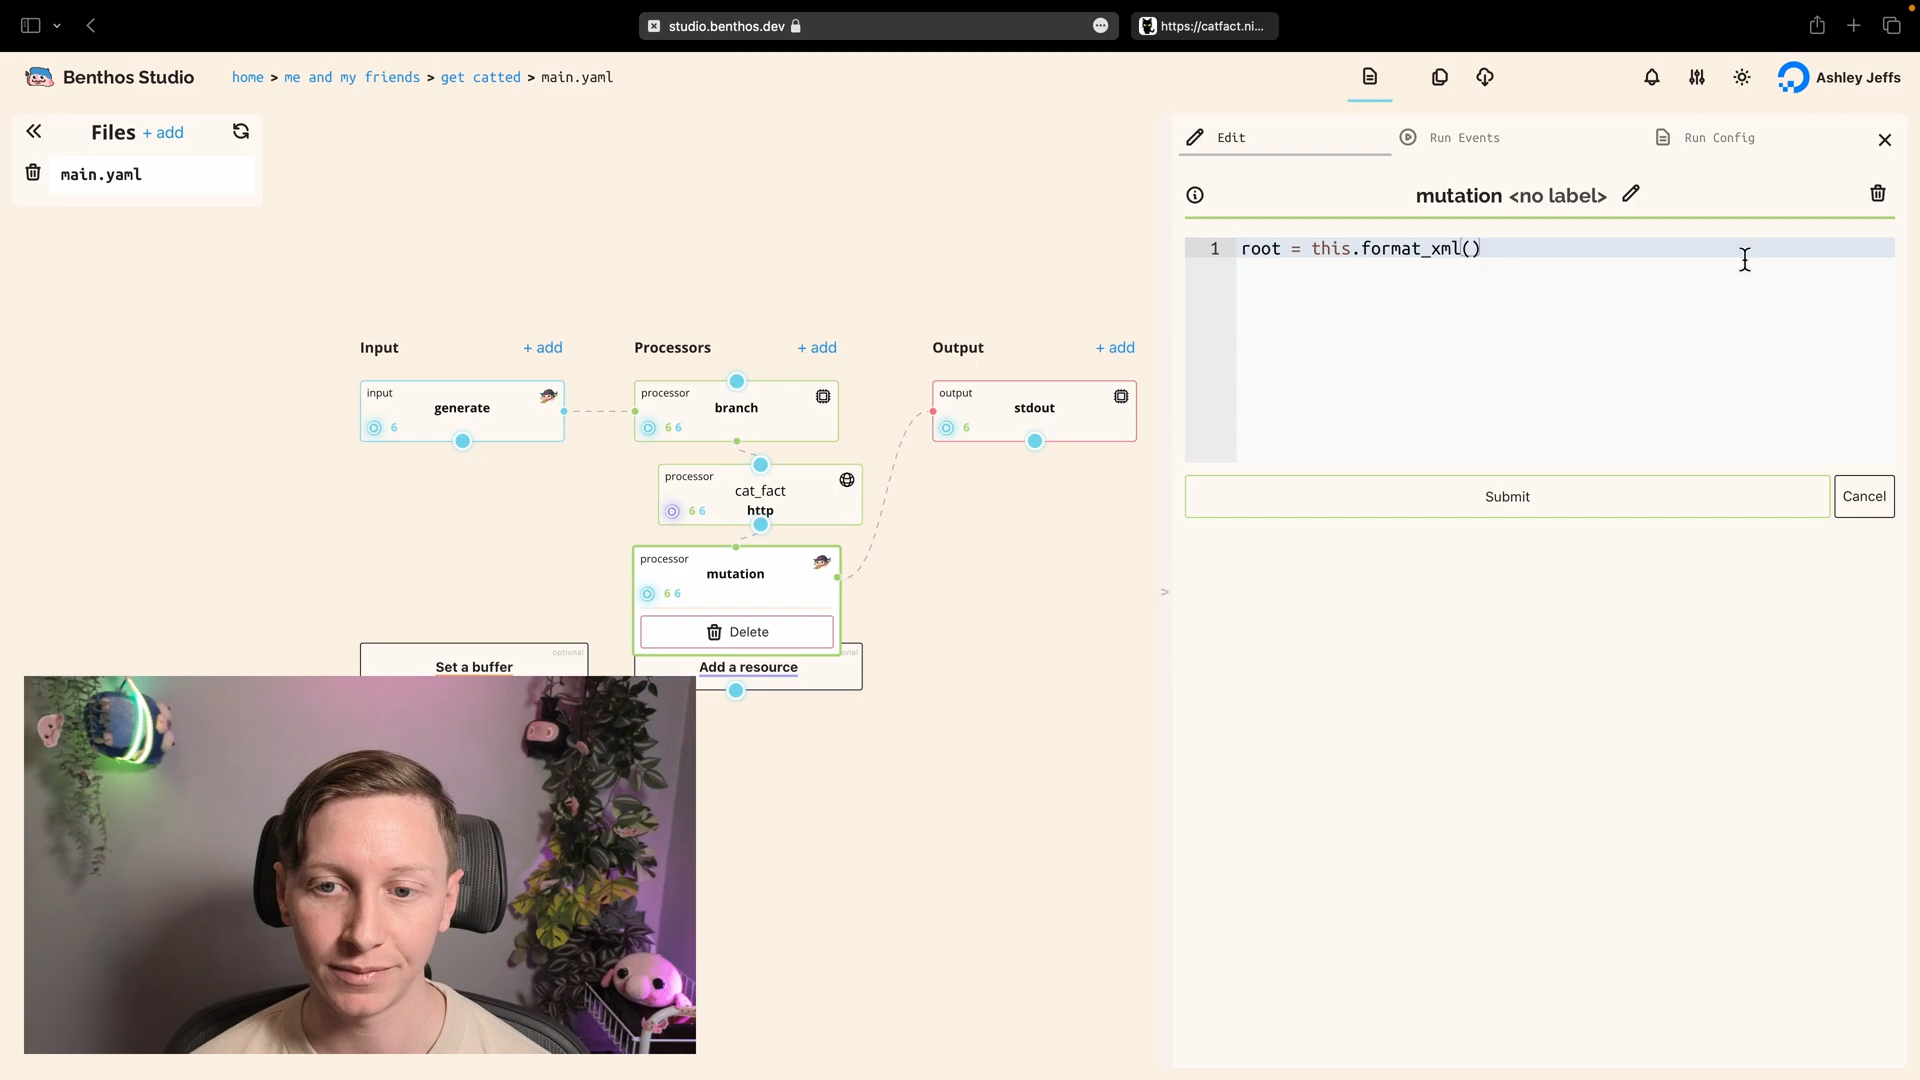 studio.benthos.dev
https://catfact.ni...
Benthos Studio
home > me and my friends > get catted > main.yaml
Ashley Jeffs
Files + add
main.yaml
Edit
Run Events
Run Config
mutation <no label>
1 root = this.format_xml()
Submit
Cancel
Input + add
Processors + add
Output + add
input
generate
6
processor
branch
6 6
output
stdout
6
processor
cat_fact
http
6 6
processor
mutation
6 6
Delete
optional
Set a buffer
onal
Add a resource
>